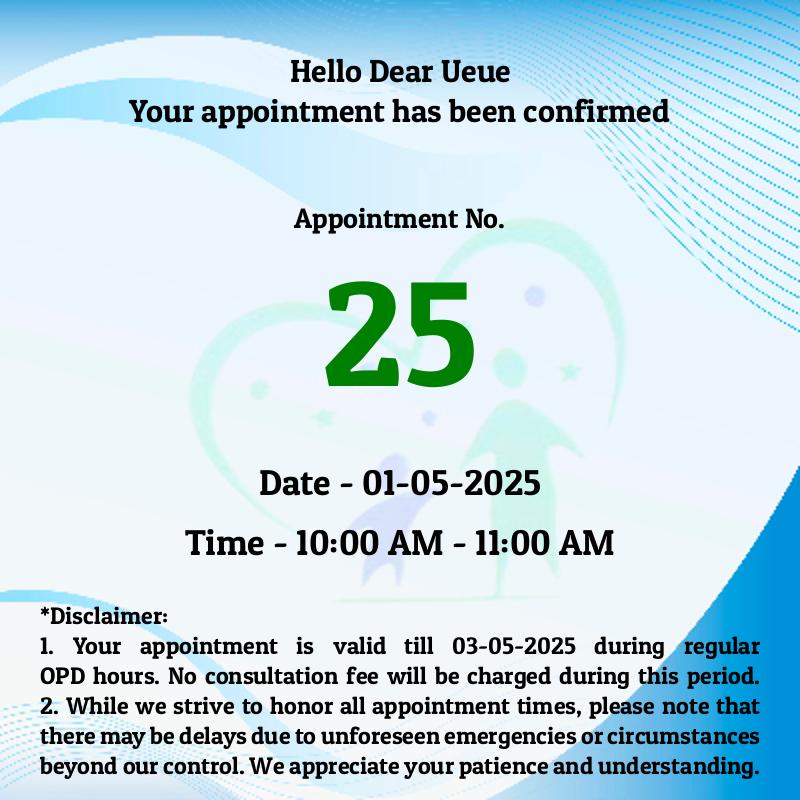 Hello Dear Ueue
Your appointment has been confirmed
Appointment No.
25
Date - 01-05-2025
Time - 10:00 AM - 11:00 AM
*Disclaimer:
1. Your appointment is valid till 03-05-2025 during regular
OPD hours. No consultation fee will be charged during this period.
2. While we strive to honor all appointment times, please note that
there may be delays due to unforeseen emergencies or circumstances
beyond our control. We appreciate your patience and understanding.